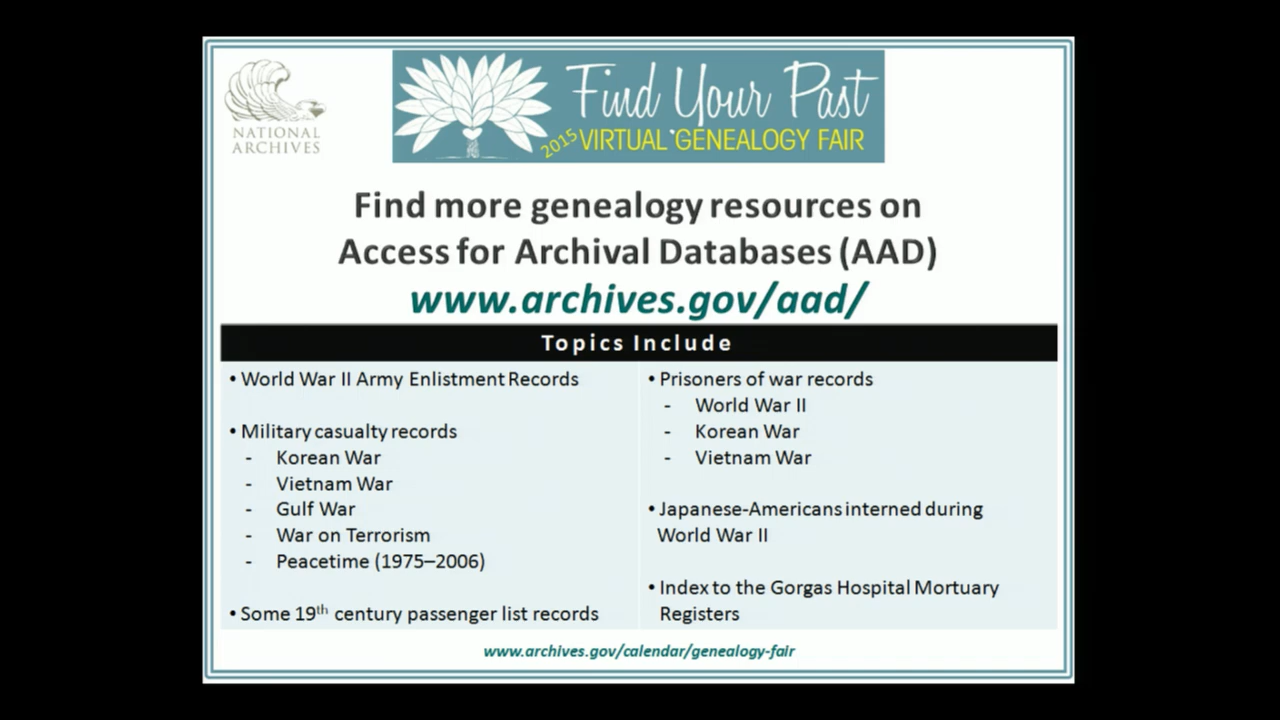 NATIONAL
ARCHIVES
Find Your Past
2015 VIRTUAL GENEALOGY FAIR
Find more genealogy resources on
Access for Archival Databases (AAD)
www.archives.gov/aad/
Topics Include
• World War II Army Enlistment Records
• Military casualty records
- Korean War
- Vietnam War
- Gulf War
- War on Terrorism
- Peacetime (1975–2006)
• Some 19th century passenger list records
• Prisoners of war records
- World War II
- Korean War
- Vietnam War
• Japanese-Americans interned during
World War II
• Index to the Gorgas Hospital Mortuary
Registers
www.archives.gov/calendar/genealogy-fair